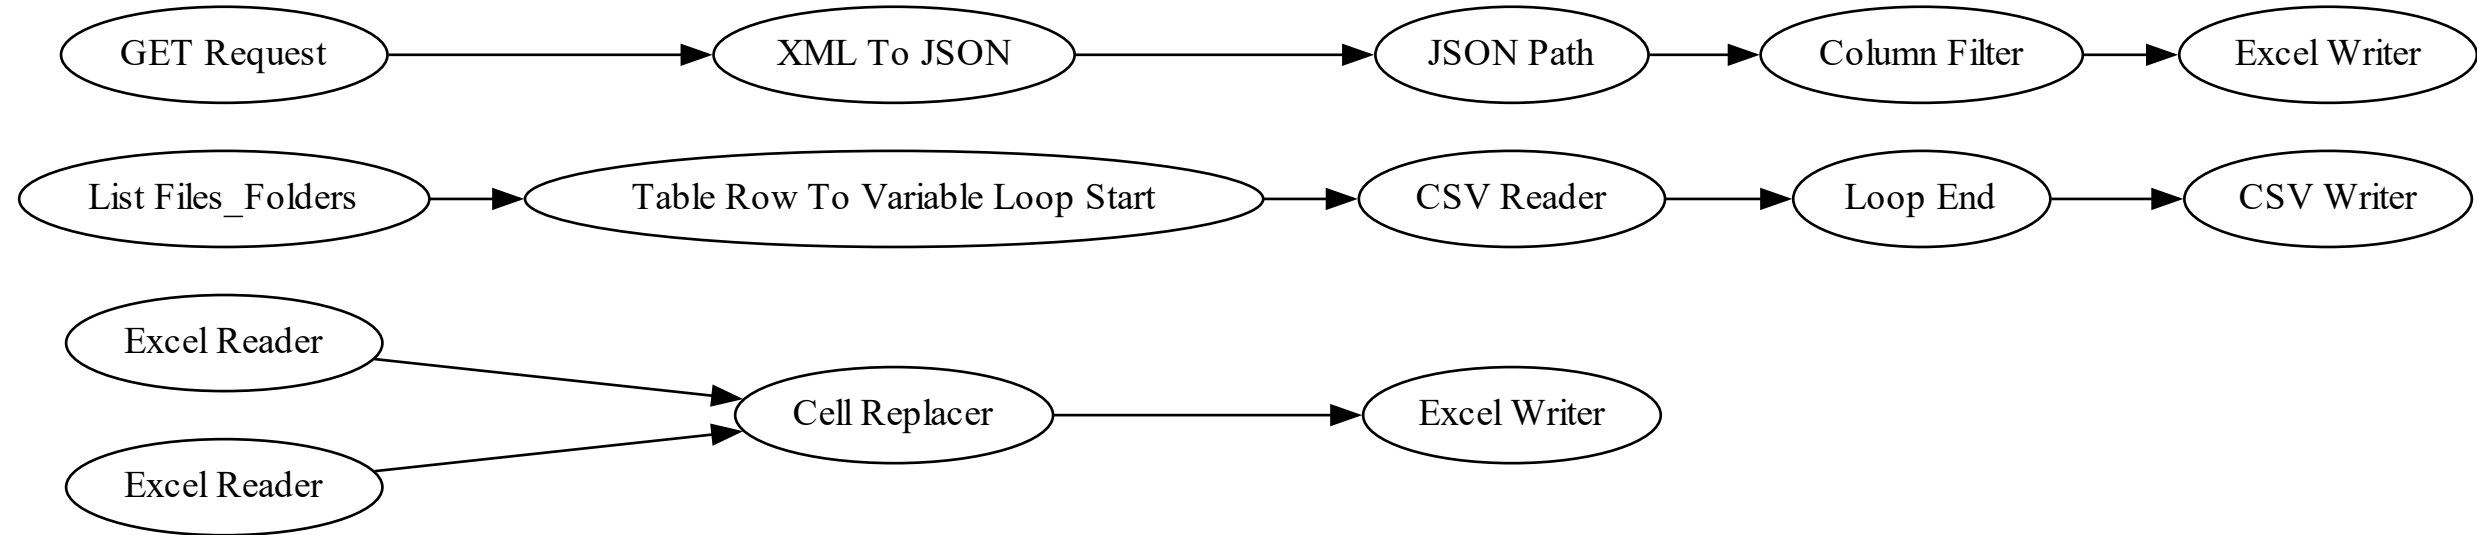 GET Request
XML To JSON
JSON Path
Column Filter
Excel Writer
List Files_Folders
Table Row To Variable Loop Start
CSV Reader
Loop End
CSV Writer
Excel Reader
Cell Replacer
Excel Writer
Excel Reader